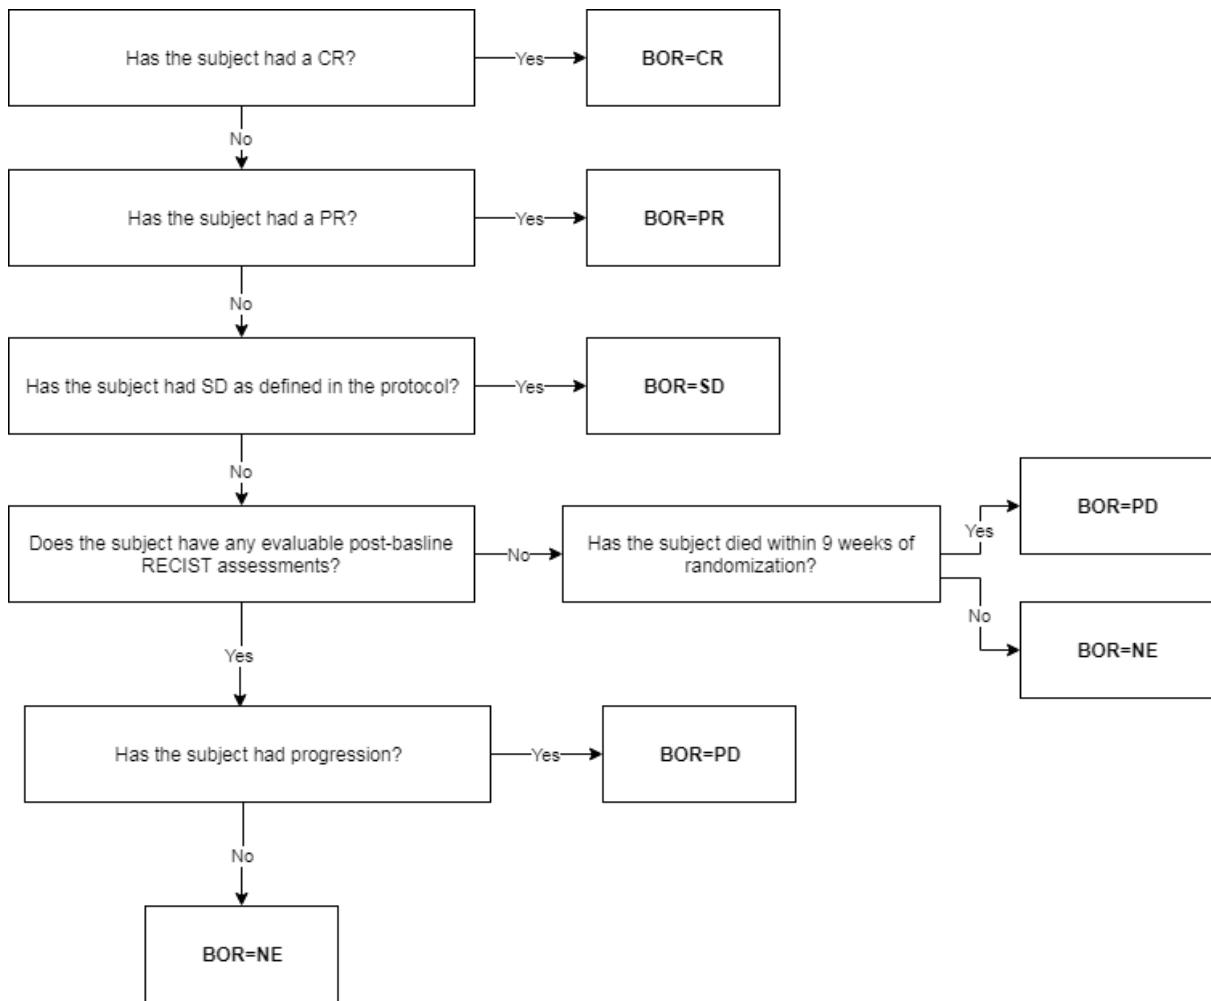 Has the subject had a CR?
Yes
BOR=CR
No
Has the subject had a PR?
Yes
BOR=PR
No
Has the subject had SD as defined in the protocol?
Yes
BOR=SD
No
Does the subject have any evaluable post-basline
RECIST assessments?
No
Has the subject died within 9 weeks of
randomization?
Yes
BOR=PD
No
BOR=NE
Yes
Has the subject had progression?
Yes
BOR=PD
No
BOR=NE